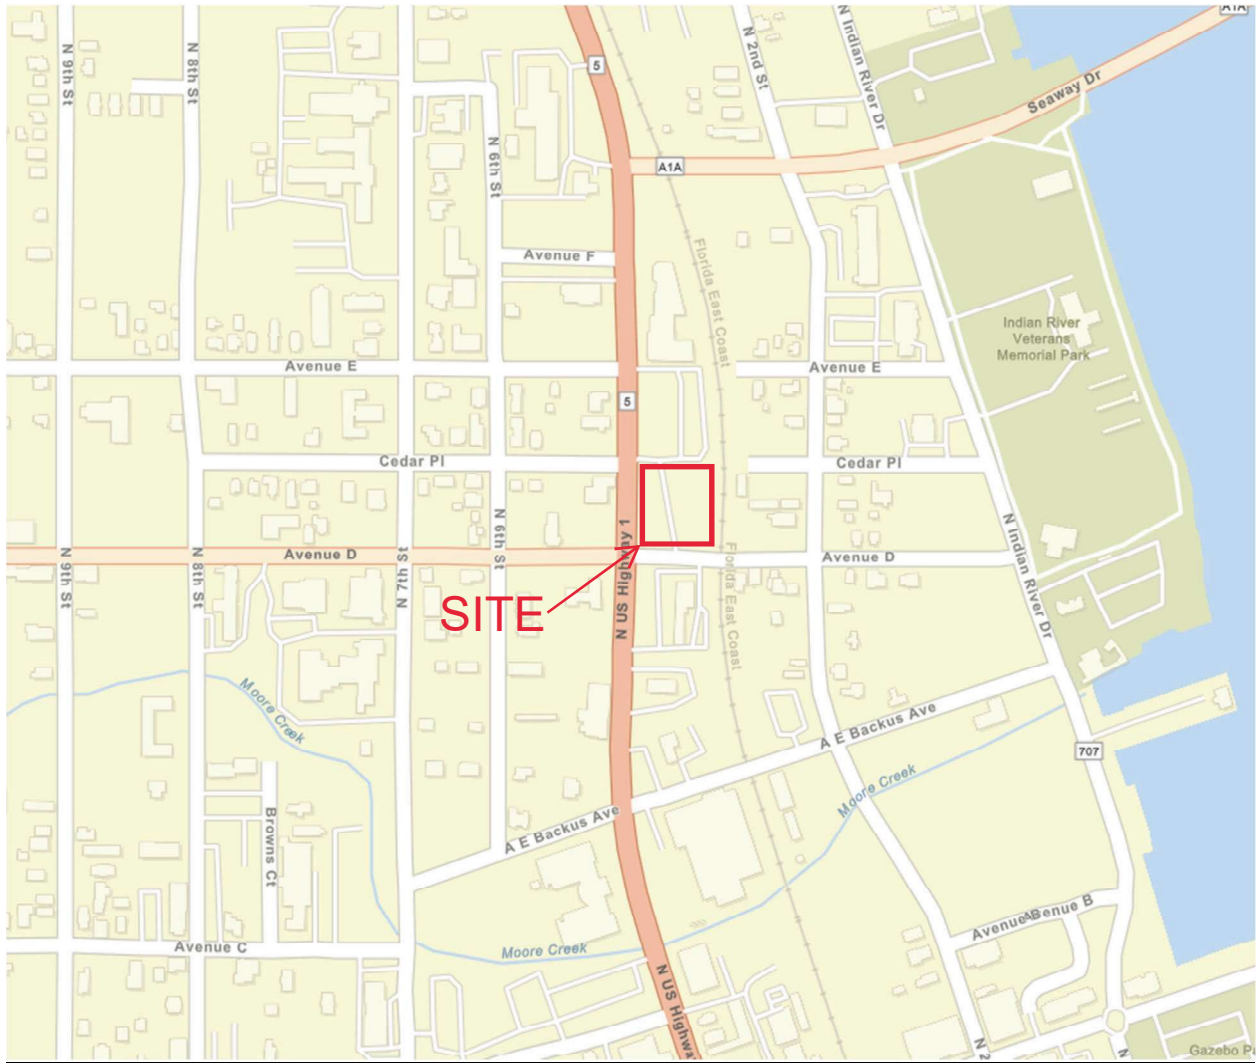 A1A
N 9th St
N 8th St
5
N 2nd St
N Indian River Dr
Seaway Dr
N 6th St
A1A
Avenue F
Florida East Coast
Indian River
Veterans
Memorial Park
Avenue E
Avenue E
5
Cedar Pl
Cedar Pl
N 6th St
N US Highway 1
N Indian River Dr
N 9th St
N 8th St
Avenue D
N 7th St
Avenue D
Florida East Coast
SITE
Moore Creek
A E Backus Ave
707
Moore Creek
Browns Ct
A E Backus Ave
Avenue B
enue B
Avenue C
Moore Creek
N US Highwa
N 2
N
Gazebo P